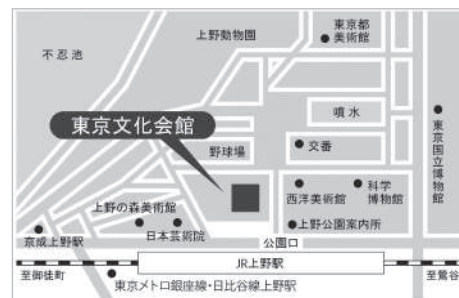 上野動物園
東京都
美術館
不忍池
噴水
東京文化会館
野球場
交番
東京国立博物館
西洋美術館
科学
博物館
上野の森美術館
上野公園案内所
京成上野駅
日本芸術院
公園口
JR上野駅
至御徒町
至鶯谷
東京メトロ銀座線・日比谷線上野駅